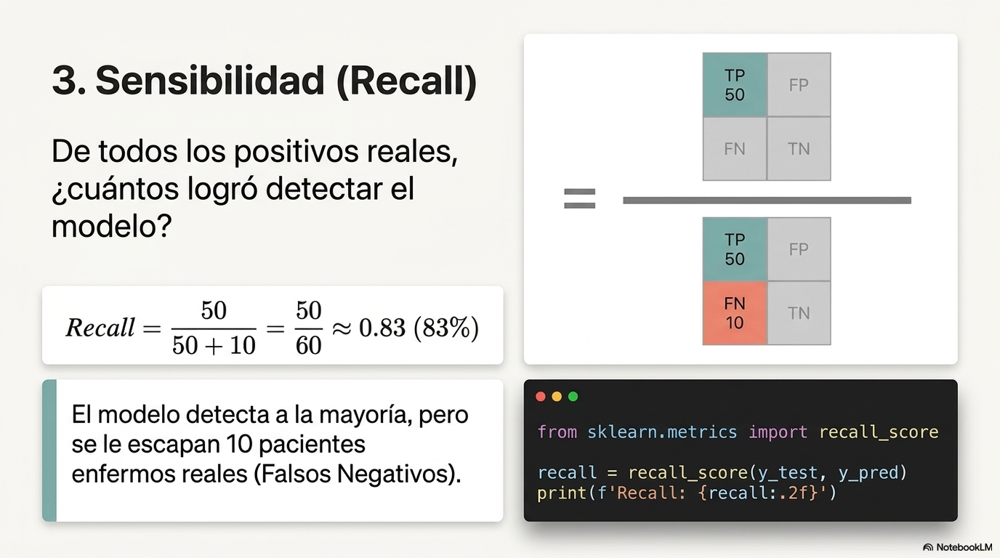 3. Sensibilidad (Recall)
De todos los positivos reales,
¿cuántos logró detectar el
modelo?
Recall = 50 / (50 + 10) = 50 / 60 ≈ 0.83 (83%)
El modelo detecta a la mayoría, pero
se le escapan 10 pacientes
enfermos reales (Falsos Negativos).
=
TP
50
FP
FN
TN
TP
50
FP
FN
10
TN
from sklearn.metrics import recall_score
recall = recall_score(y_test, y_pred)
print(f'Recall: {recall:.2f}')
NotebookLM